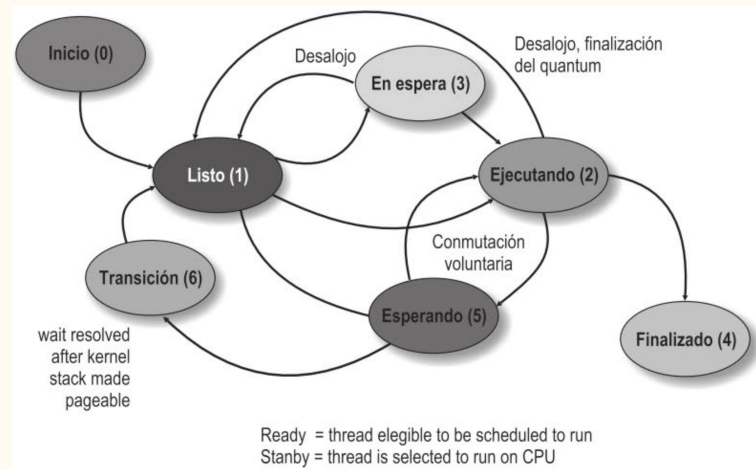 Inicio (0)
Desalojo
Desalojo, finalización
del quantum
En espera (3)
Listo (1)
Ejecutando (2)
Conmutación
voluntaria
Transición (6)
Esperando (5)
Finalizado (4)
wait resolved
after kernel
stack made
pageable
Ready = thread elegible to be scheduled to run
Stanby = thread is selected to run on CPU